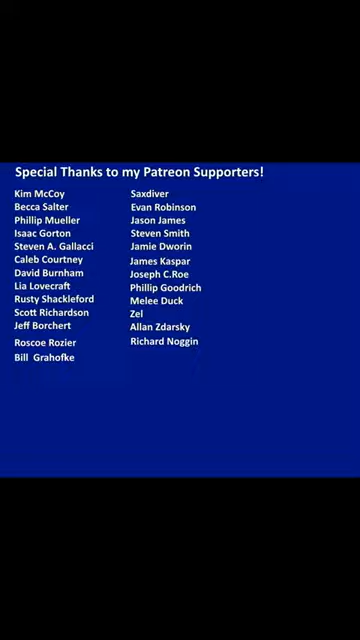 Special Thanks to my Patreon Supporters!
Kim McCoy
Becca Salter
Phillip Mueller
Isaac Gorton
Steven A. Gallacci
Caleb Courtney
David Burnham
Lia Lovecraft
Rusty Shackleford
Scott Richardson
Jeff Borchert
Roscoe Rozier
Bill Grahofke
Saxdiver
Evan Robinson
Jason James
Steven Smith
Jamie Dworin
James Kaspar
Joseph C.Roe
Phillip Goodrich
Melee Duck
Zel
Allan Zdarsky
Richard Noggin